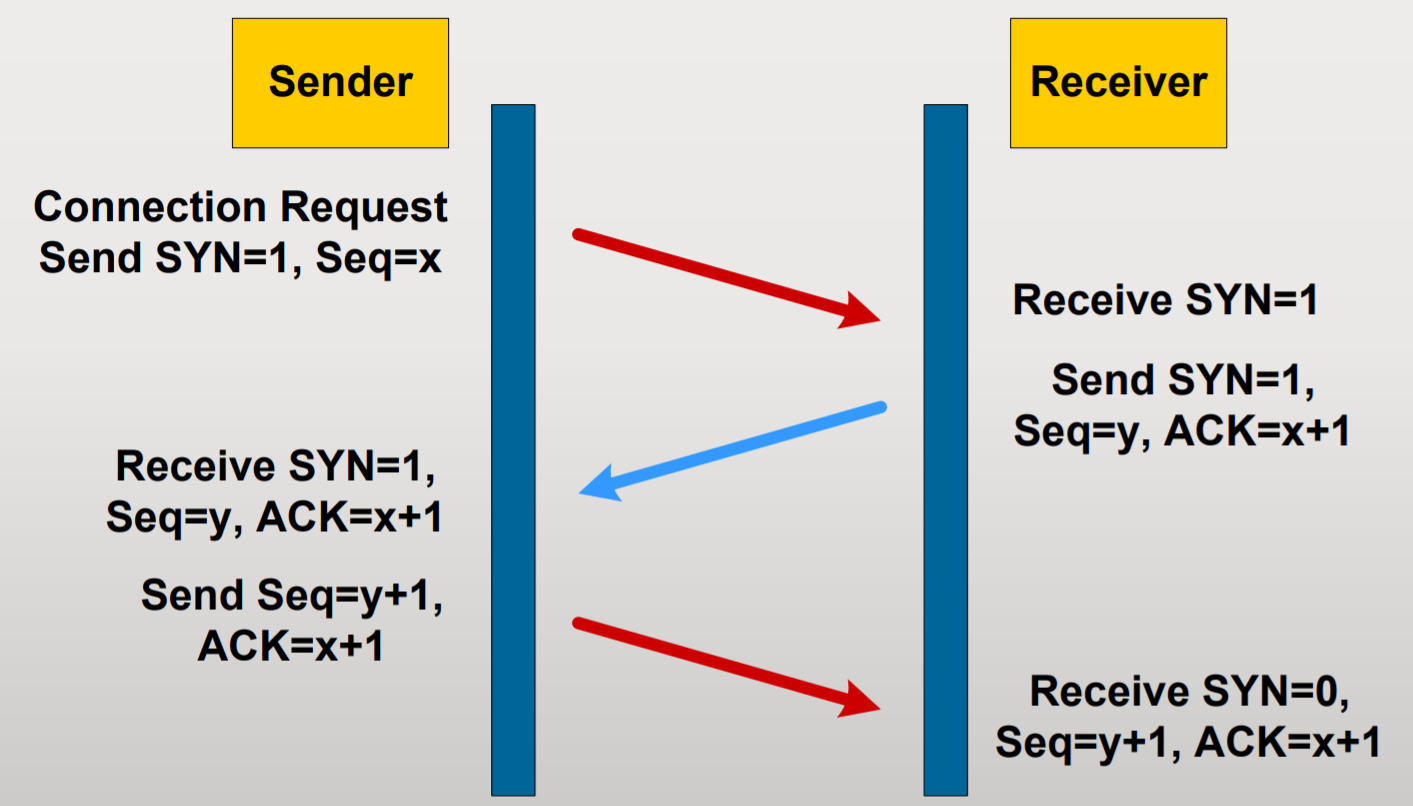 Sender
Receiver
Connection Request
Send SYN=1, Seq=x
Receive SYN=1
Send SYN=1,
Seq=y, ACK=x+1
Receive SYN=1,
Seq=y, ACK=x+1
Send Seq=y+1,
ACK=x+1
Receive SYN=0,
Seq=y+1, ACK=x+1